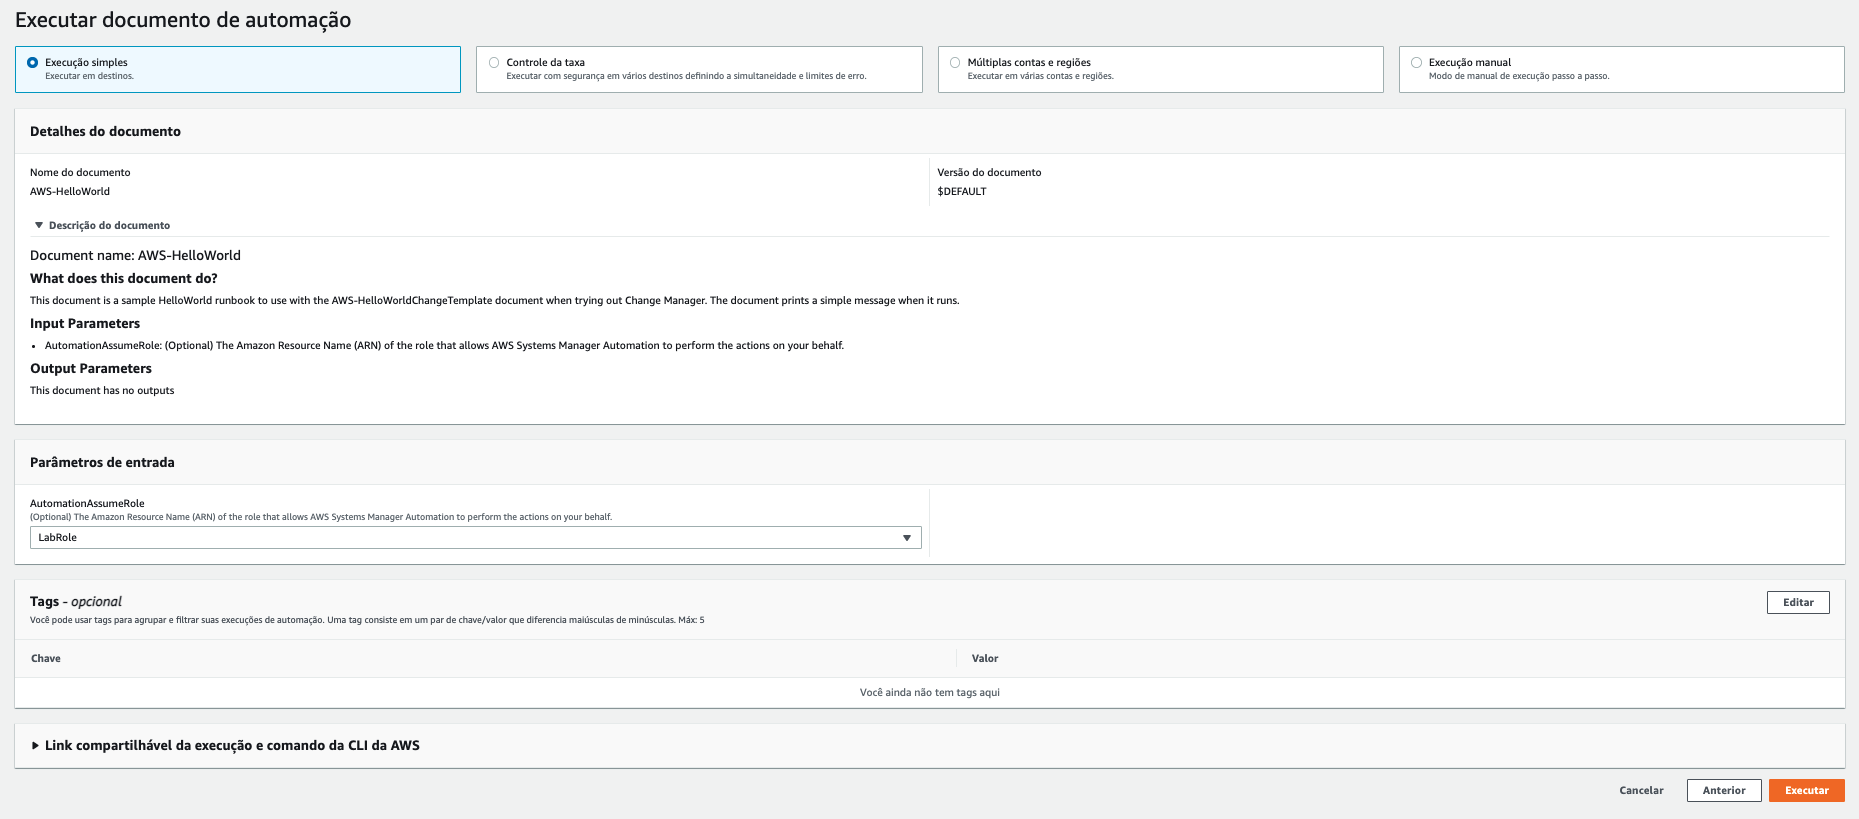 Executar documento de automação
Execução simples
Executar em destinos.
Controle da taxa
Executar com segurança em vários destinos definindo a simultaneidade e limites de erro.
Múltiplas contas e regiões
Executar em várias contas e regiões.
Execução manual
Modo de manual de execução passo a passo.
Detalhes do documento
Nome do documento
AWS-HelloWorld
Versão do documento
$DEFAULT
Descrição do documento
Document name: AWS-HelloWorld
What does this document do?
This document is a sample HelloWorld runbook to use with the AWS-HelloWorldChangeTemplate document when trying out Change Manager. The document prints a simple message when it runs.
Input Parameters
• AutomationAssumeRole: (Optional) The Amazon Resource Name (ARN) of the role that allows AWS Systems Manager Automation to perform the actions on your behalf.
Output Parameters
This document has no outputs
Parâmetros de entrada
AutomationAssumeRole
(Optional) The Amazon Resource Name (ARN) of the role that allows AWS Systems Manager Automation to perform the actions on your behalf.
LabRole
Tags - opcional
Você pode usar tags para agrupar e filtrar suas execuções de automação. Uma tag consiste em um par de chave/valor que diferencia maiúsculas de minúsculas. Máx: 5
Editar
Chave
Valor
Você ainda não tem tags aqui
Link compartilhável da execução e comando da CLI da AWS
Cancelar
Anterior
Executar